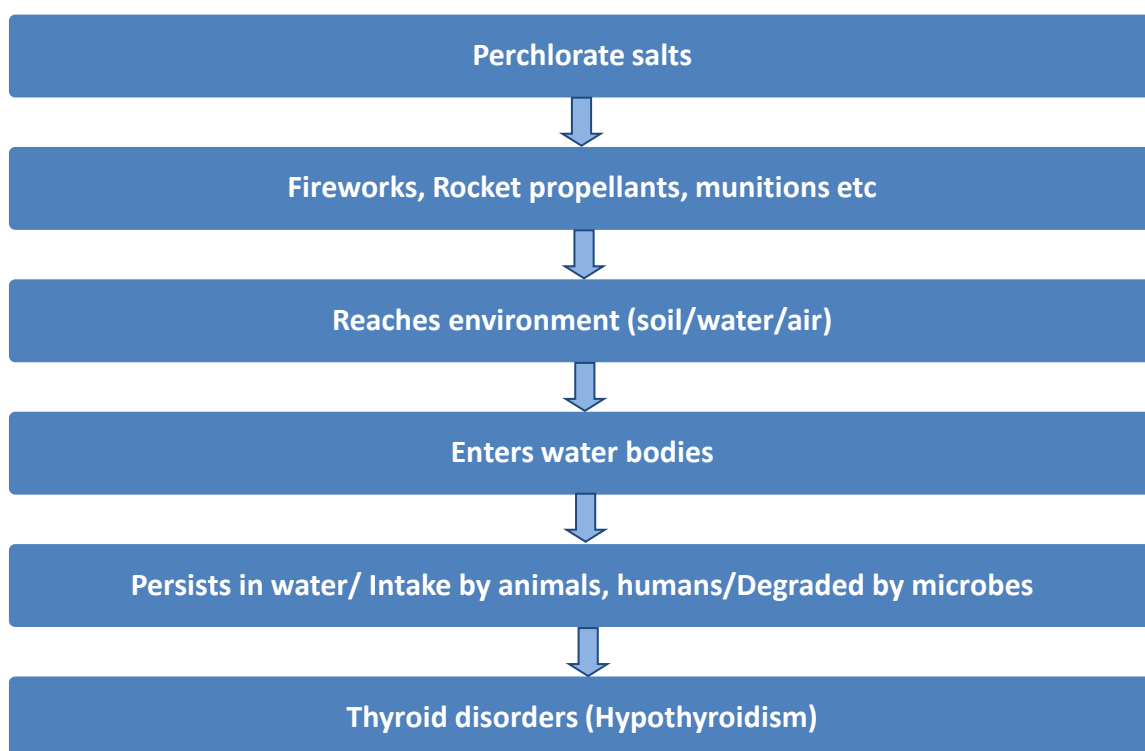 Perchlorate salts
Fireworks, Rocket propellants, munitions etc
Reaches environment (soil/water/air)
Enters water bodies
Persists in water/ Intake by animals, humans/Degraded by microbes
Thyroid disorders (Hypothyroidism)